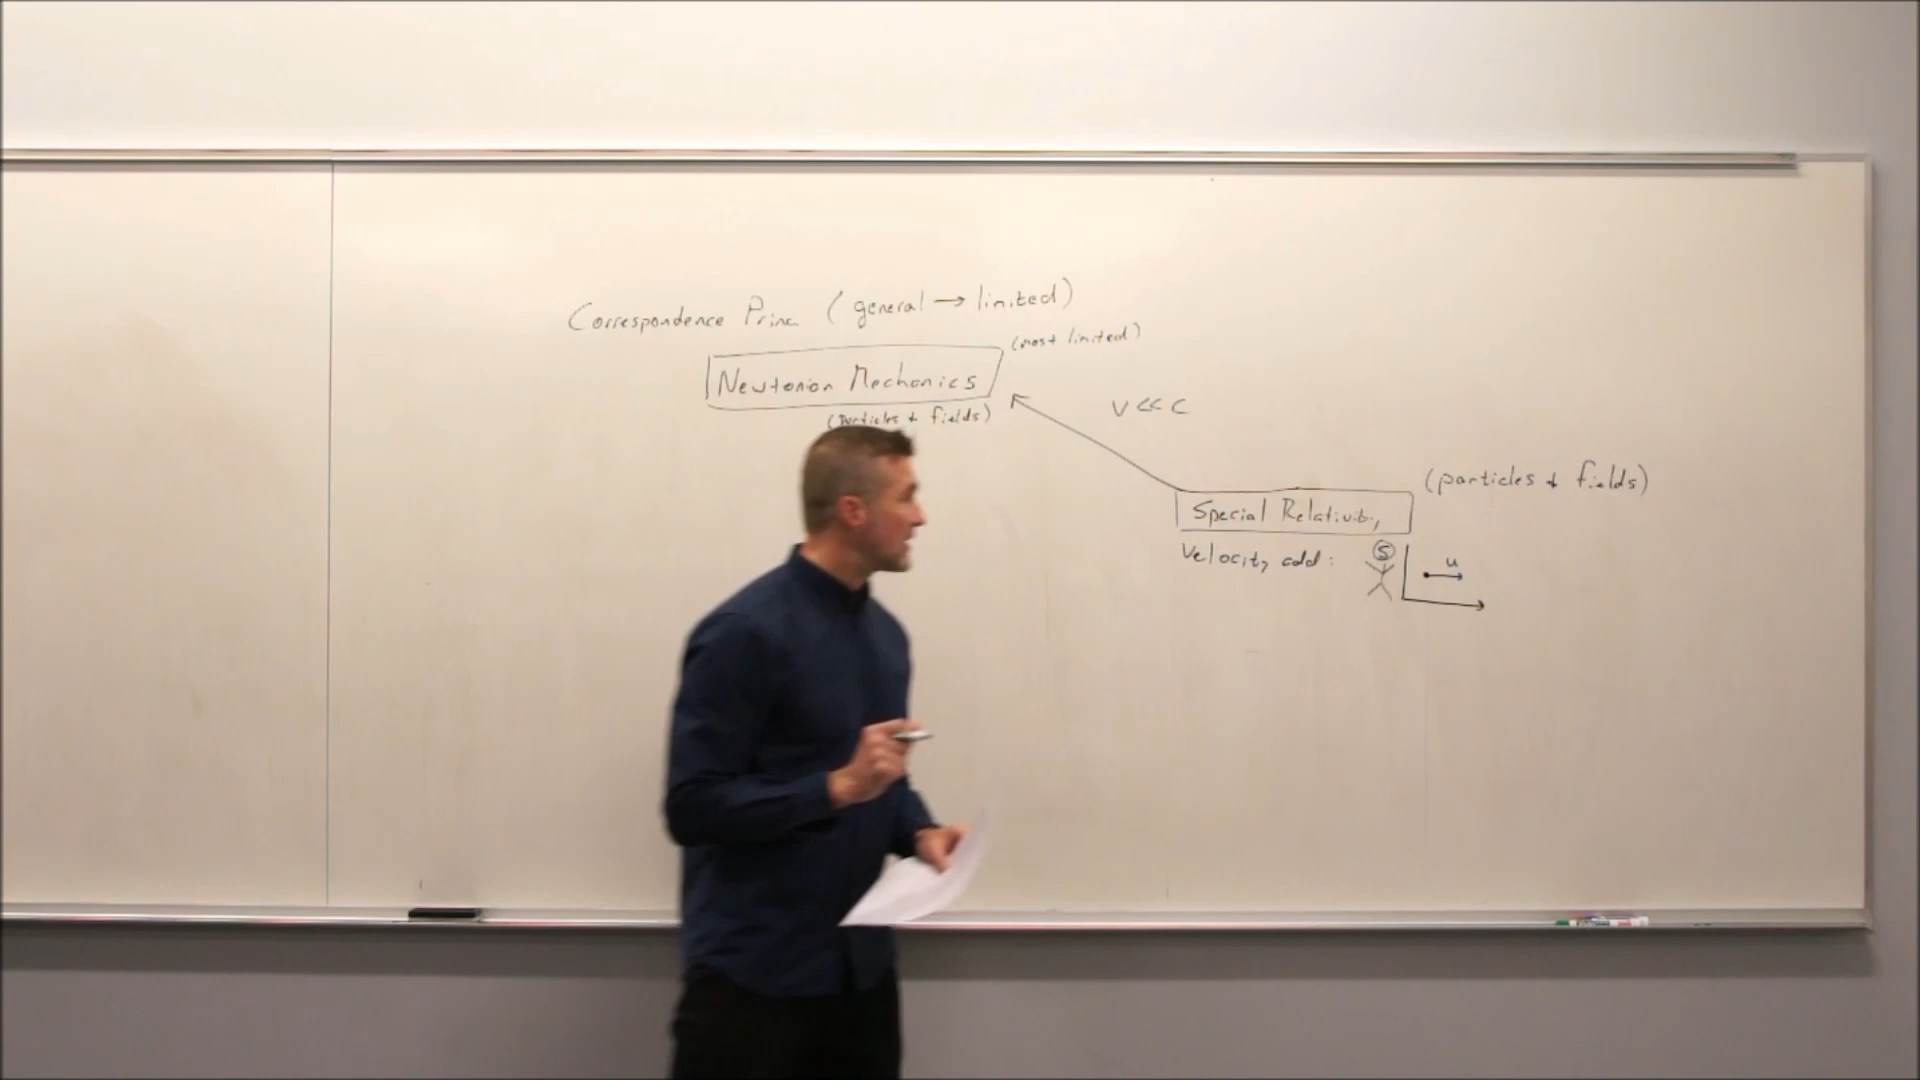 Correspondence Princ (general → limited)
(most limited)
Newtonian Mechanics
(particles + fields)
V << C
(particles + fields)
Special Relativity
Velocity add:
S
u